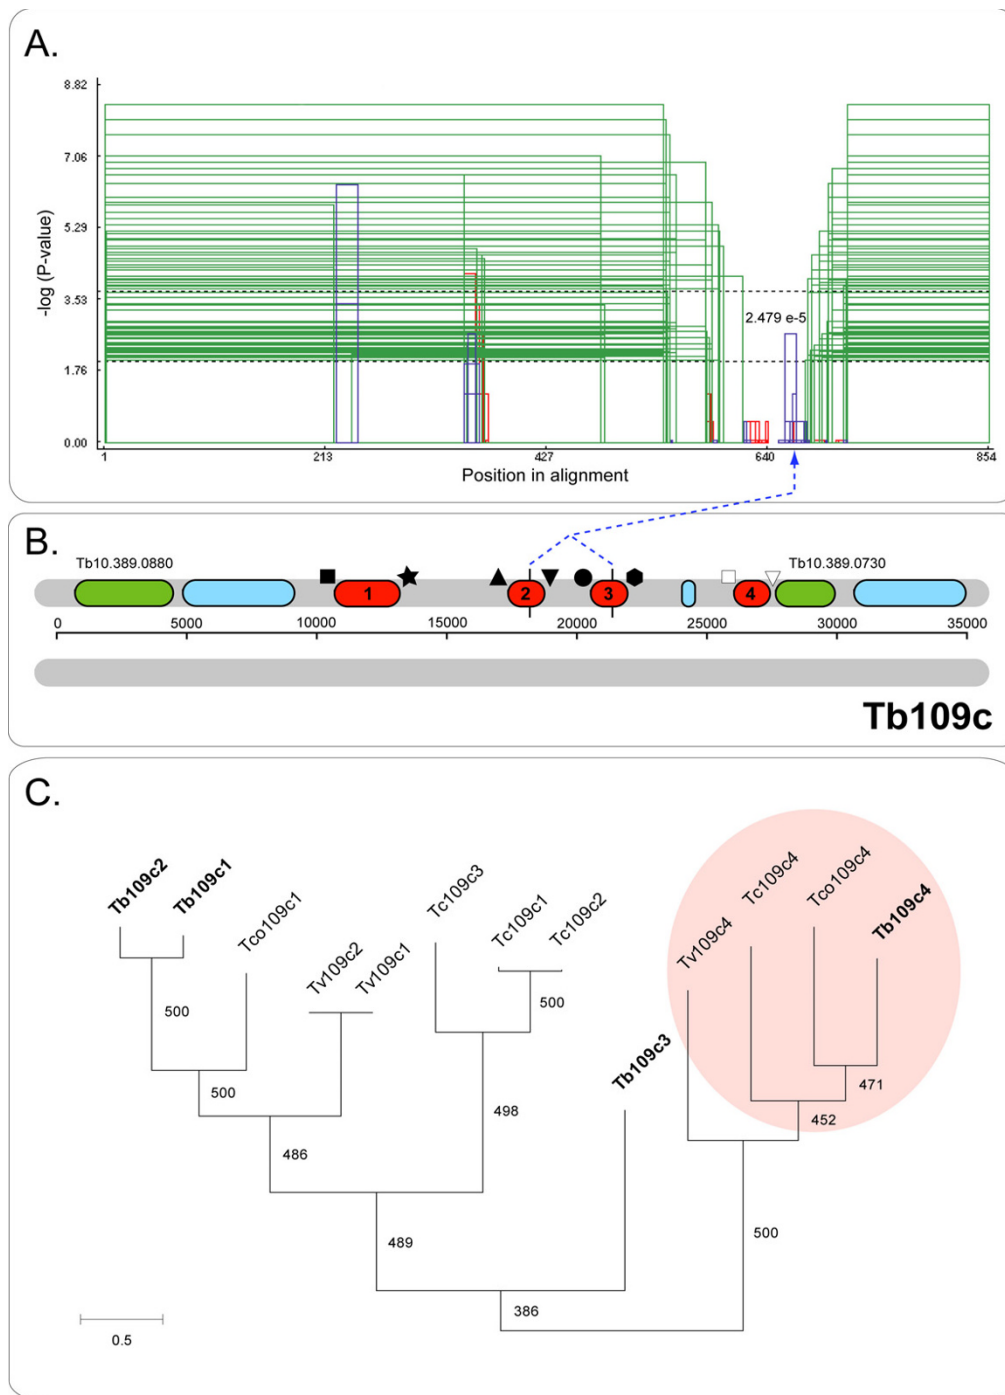 A.
8.82
7.06
5.29
3.53
1.76
0.00
-log (P-value)
2.479 e-5
1 213 427 640 854
Position in alignment
B.
Tb10.389.0880 Tb10.389.0730
1 2 3 4
0 5000 10000 15000 20000 25000 30000 35000
Tb109c
C.
Tb109c2
Tb109c1
Tco109c1
Tv109c2
Tv109c1
Tc109c3
Tc109c1
Tc109c2
Tb109c3
Tv109c4
Tc109c4
Tco109c4
Tb109c4
500
500
486
489
498
500
386
500
452
471
0.5